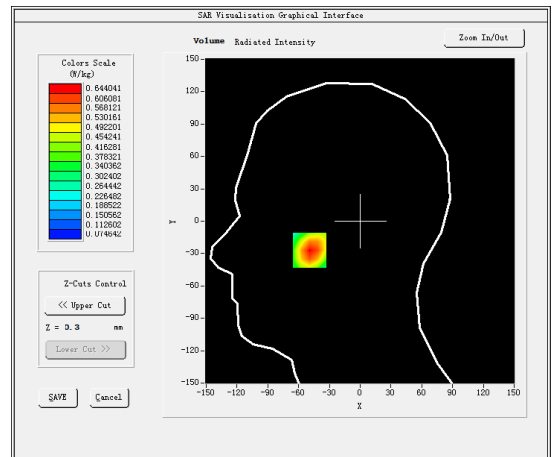 SAR Visualisation Graphical Interface
Volume Radiated Intensity
Zoom In/Out
Colors Scale
(W/kg)
0.644041
0.606081
0.568121
0.530161
0.492201
0.454241
0.416281
0.378321
0.340362
0.302402
0.264442
0.226482
0.188522
0.150562
0.112602
0.074642
Z-Cuts Control
<< Upper Cut
Z = 0.3 mm
Lower Cut >>
SAVE Cancel
150
120
90
60
30
0
-30
-60
-90
-120
-150
Y
-150 -120 -90 -60 -30 0 30 60 90 120 150
X